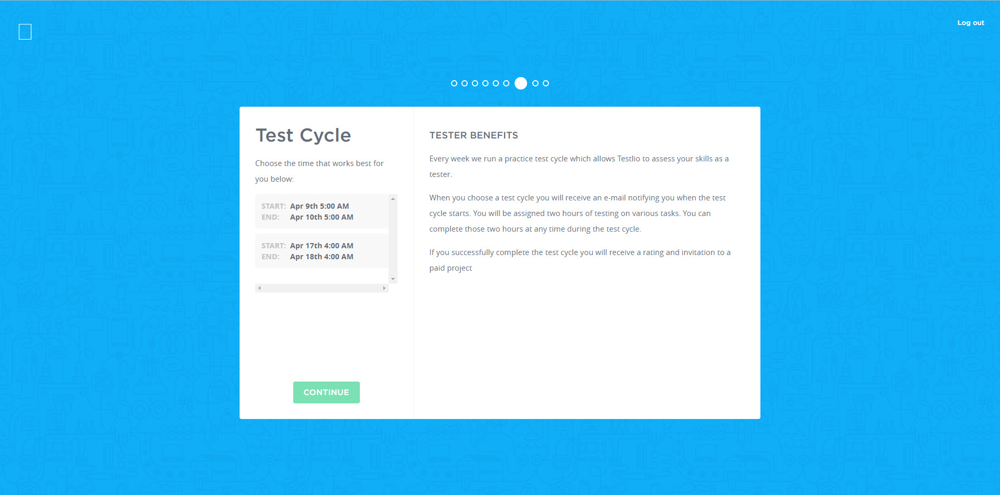 Log out
Test Cycle
Choose the time that works best for
you below:
START: Apr 9th 5:00 AM
END: Apr 10th 5:00 AM
START: Apr 17th 4:00 AM
END: Apr 18th 4:00 AM
CONTINUE
TESTER BENEFITS
Every week we run a practice test cycle which allows Testlio to assess your skills as a
tester.
When you choose a test cycle you will receive an e-mail notifying you when the test
cycle starts. You will be assigned two hours of testing on various tasks. You can
complete those two hours at any time during the test cycle.
If you successfully complete the test cycle you will receive a rating and invitation to a
paid project